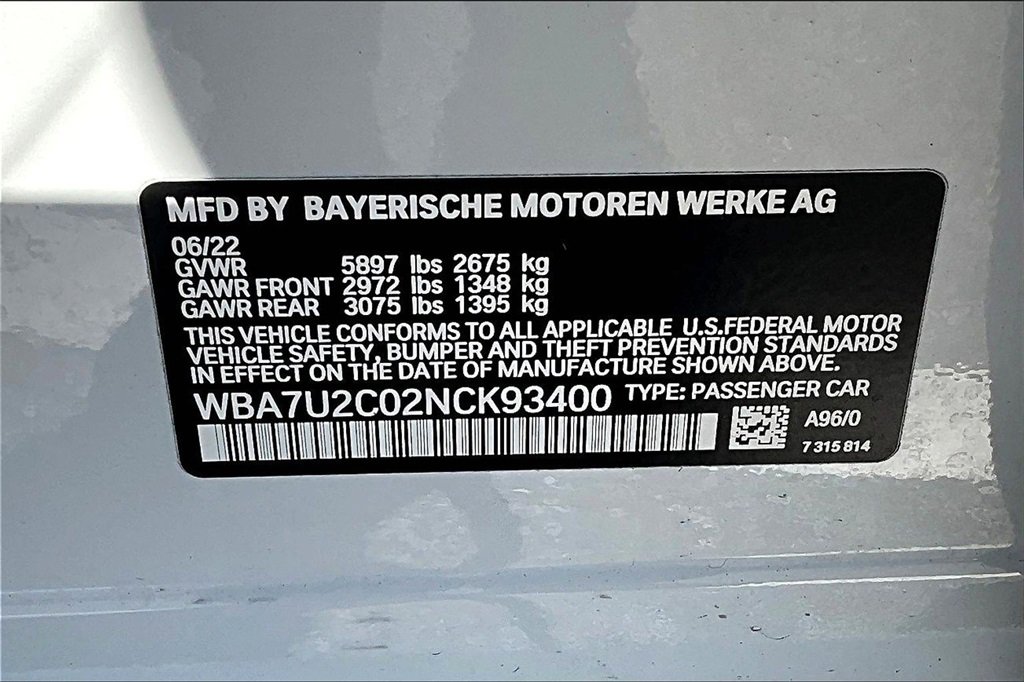 MFD BY BAYERISCHE MOTOREN WERKE AG
06/22
GVWR 5897 lbs 2675 kg
GAWR FRONT 2972 lbs 1348 kg
GAWR REAR 3075 lbs 1395 kg
THIS VEHICLE CONFORMS TO ALL APPLICABLE U.S.FEDERAL MOTOR
VEHICLE SAFETY, BUMPER AND THEFT PREVENTION STANDARDS
IN EFFECT ON THE DATE OF MANUFACTURE SHOWN ABOVE.
WBA7U2C02NCK93400 TYPE: PASSENGER CAR
A96/0
7 315 814